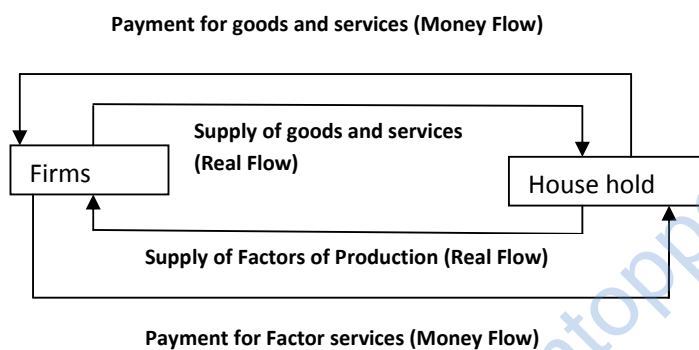 Payment for goods and services (Money Flow)
Supply of goods and services
(Real Flow)
Firms
House hold
Supply of Factors of Production (Real Flow)
Payment for Factor services (Money Flow)